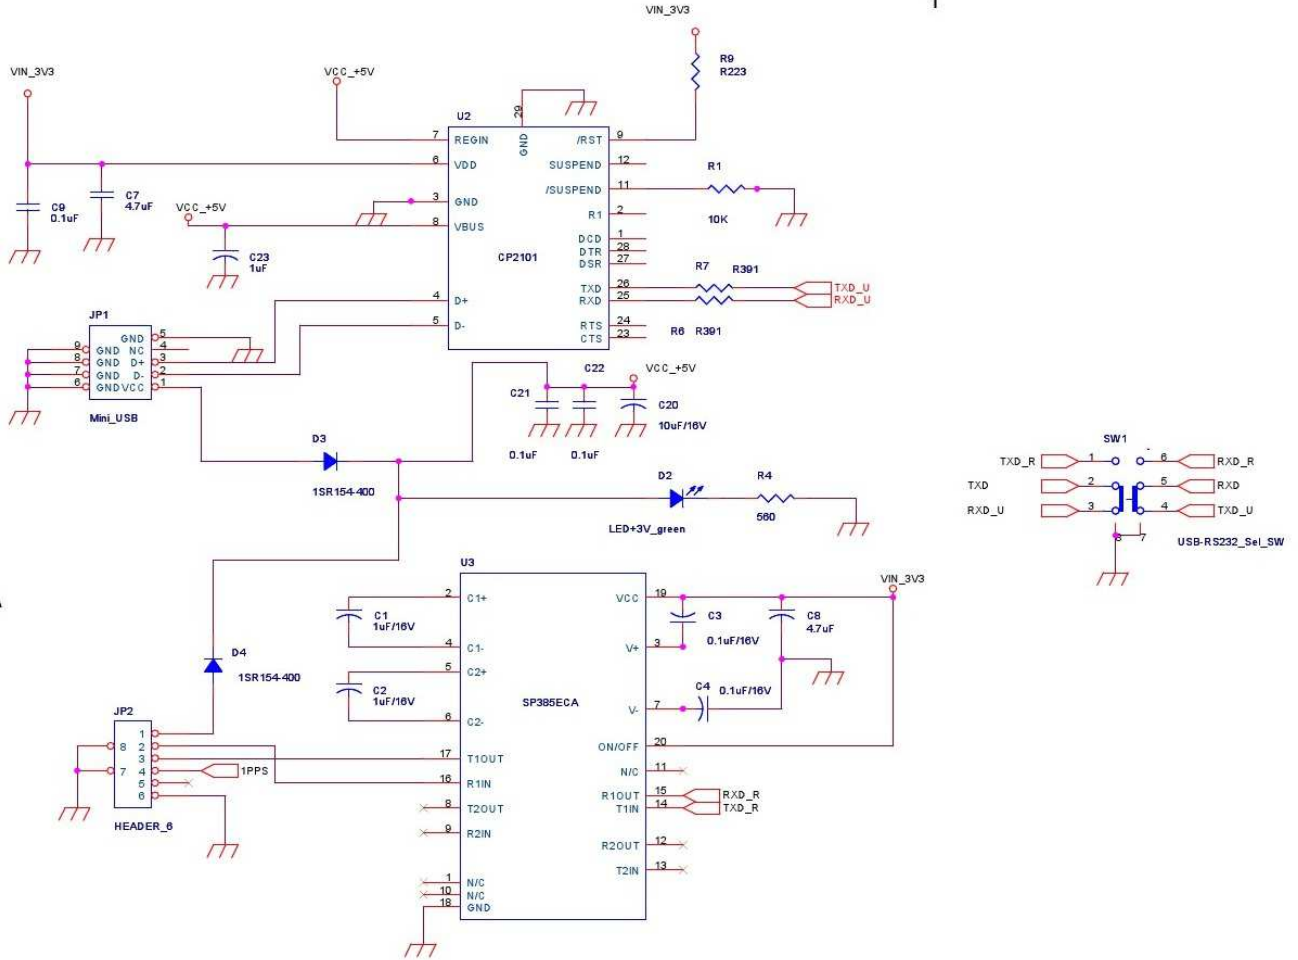 VIN_3V3
R9
R223
VIN_3V3
VCC_+5V
U2
29
GND
7 REGIN
/RST 9
6 VDD
SUSPEND 12
R1
10K
/SUSPEND 11
C9
0.1uF
C7
4.7uF
VCC_+5V
3 GND
R1 2
8 VBUS
CP2101
DCD 1
DTR 28
DSR 27
C23
1uF
R7 R391
TXD 26
TXD_U
RXD 25
RXD_U
4 D+
5 D-
RTS 24
CTS 23
R6 R391
JP1
GND 5
9 GND NC 4
8 GND D+ 3
7 GND D- 2
6 GND VCC 1
Mini_USB
C22
VCC_+5V
C21
C20
10uF/16V
0.1uF
0.1uF
D3
1SR154-400
D2
R4
LED+3V_green
560
SW1
TXD_R 1
6 RXD_R
TXD 2
5 RXD
RXD_U 3
4 TXD_U
8 7
USB-RS232_Sel_SW
U3
VIN_3V3
2 C1+
VCC 19
C1
1uF/16V
C3
0.1uF/16V
C8
4.7uF
4 C1-
V+ 3
5 C2+
D4
1SR154-400
C2
1uF/16V
SP385ECA
C4 0.1uF/16V
V- 7
6 C2-
JP2
1
8 2
3
7 4
5
6
1PPS
HEADER_6
17 T1OUT
ON/OFF 20
N/C 11
16 R1IN
R1OUT 15
RXD_R
8 T2OUT
T1IN 14
TXD_R
9 R2IN
R2OUT 12
T2IN 13
1 N/C
10 N/C
18 GND